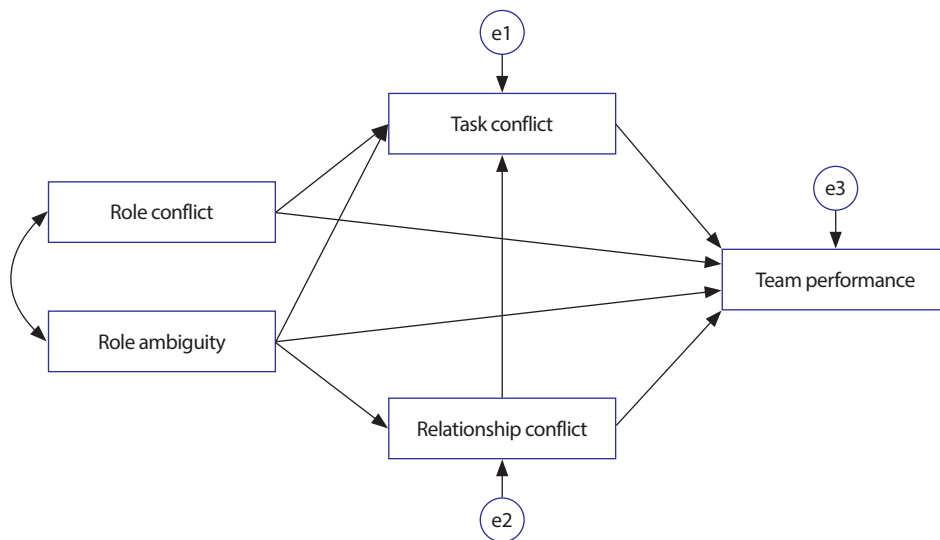 e1
Task conflict
e3
Role conflict
Team performance
Role ambiguity
Relationship conflict
e2